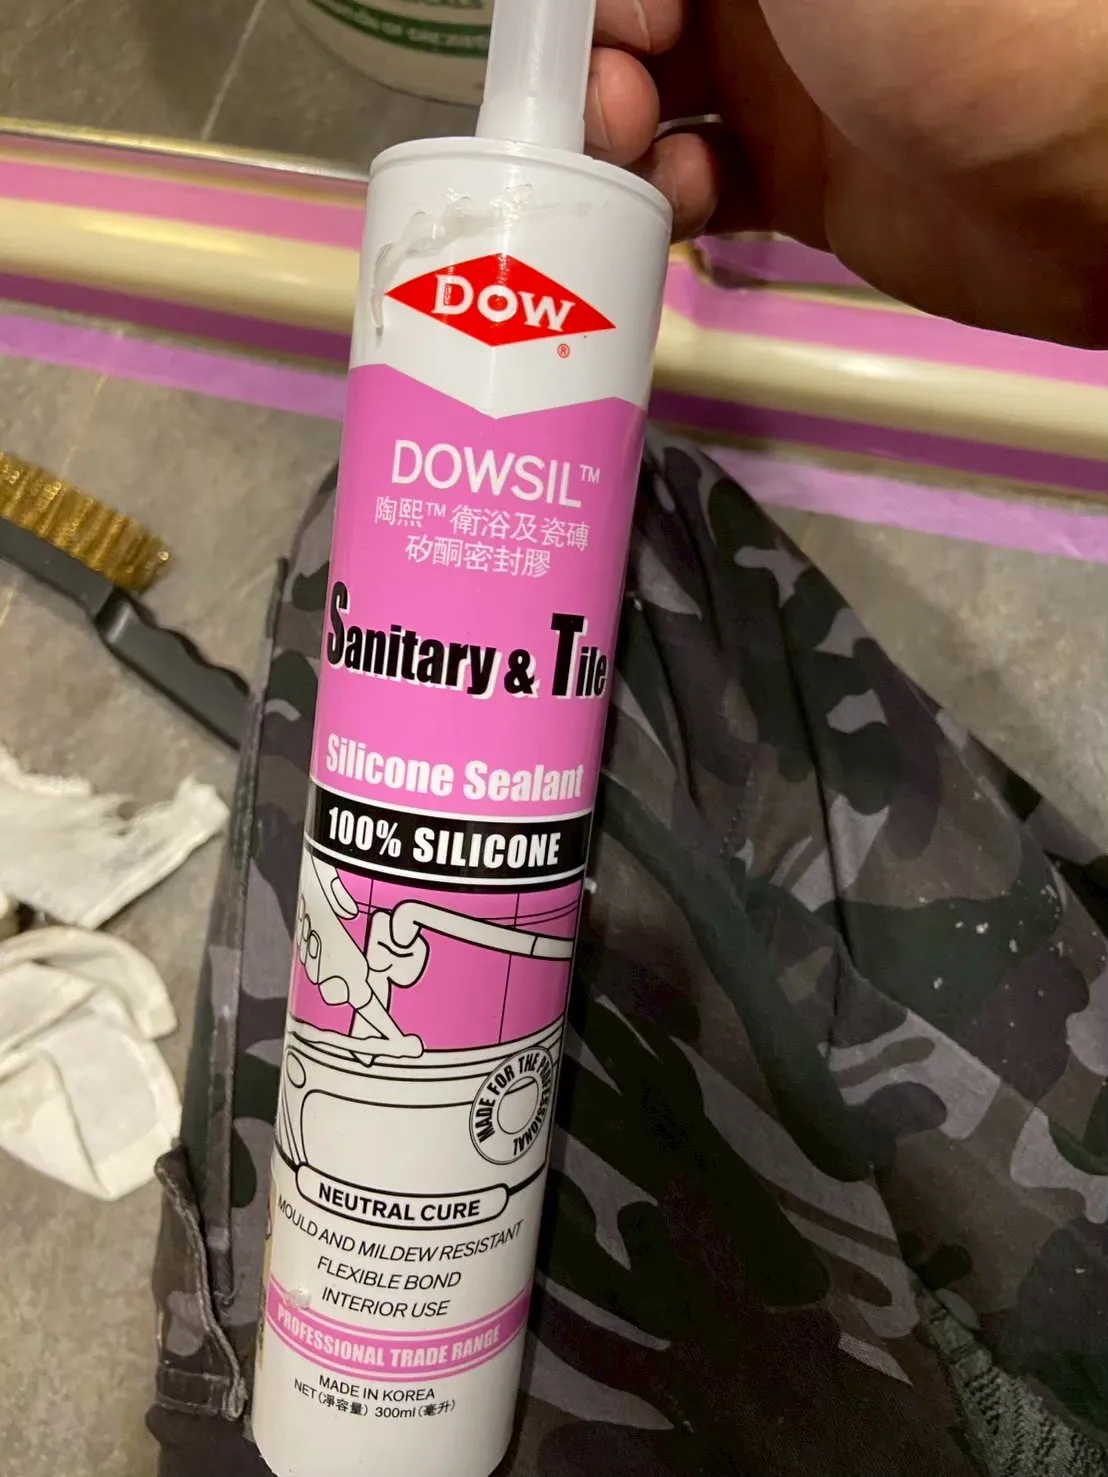 DOW
®
DOWSIL™
陶熙™ 衛浴及瓷磚
矽酮密封膠
Sanitary & Tile
Silicone Sealant
100% SILICONE
MADE FOR THE PROFESSIONAL
NEUTRAL CURE
MOULD AND MILDEW RESISTANT
FLEXIBLE BOND
INTERIOR USE
PROFESSIONAL TRADE RANGE
MADE IN KOREA
NET(淨容量) 300ml(毫升)